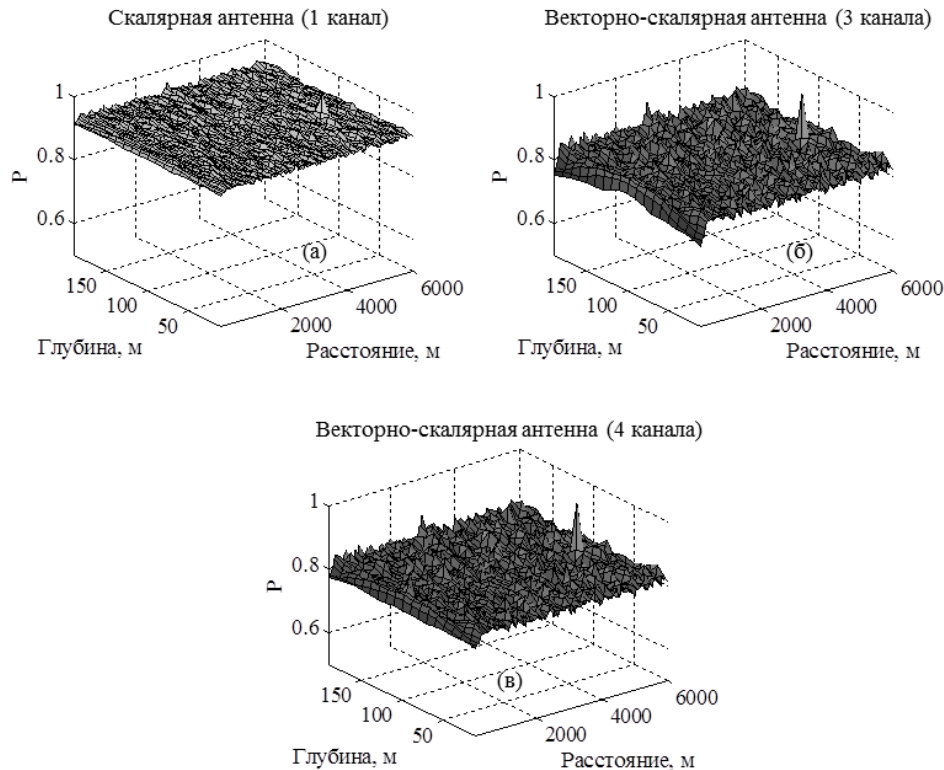 Скалярная антенна (1 канал)
1
0.8
0.6
P
(а)
150
100
50
Глубина, м
2000
4000
6000
Расстояние, м
Векторно-скалярная антенна (3 канала)
1
0.8
0.6
P
(б)
150
100
50
Глубина, м
2000
4000
6000
Расстояние, м
Векторно-скалярная антенна (4 канала)
1
0.8
0.6
P
(в)
150
100
50
Глубина, м
2000
4000
6000
Расстояние, м